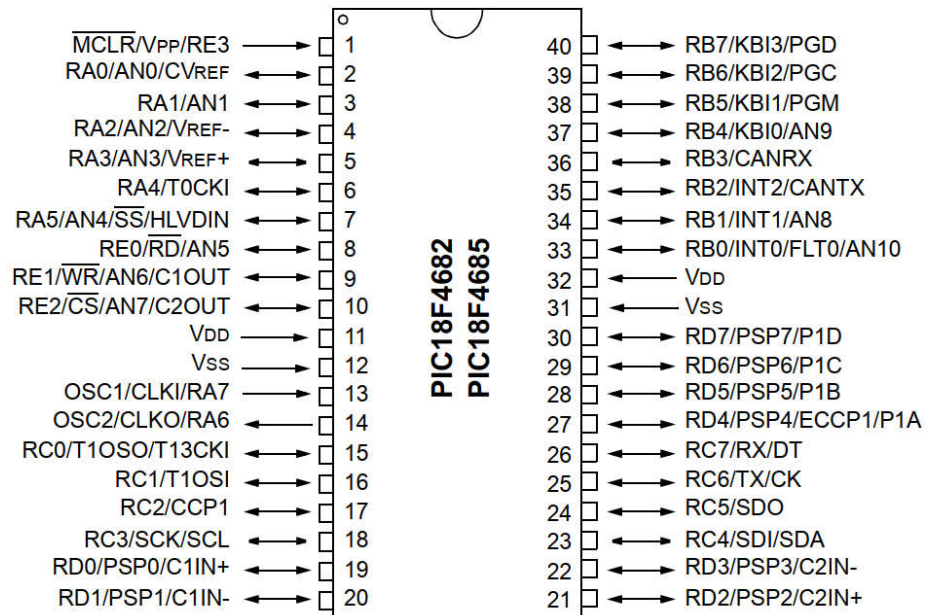 MCLR/VPP/RE3 1 40 RB7/KBI3/PGD
RA0/AN0/CVREF 2 39 RB6/KBI2/PGC
RA1/AN1 3 38 RB5/KBI1/PGM
RA2/AN2/VREF- 4 37 RB4/KBI0/AN9
RA3/AN3/VREF+ 5 36 RB3/CANRX
RA4/T0CKI 6 35 RB2/INT2/CANTX
RA5/AN4/SS/HLVDIN 7 34 RB1/INT1/AN8
RE0/RD/AN5 8 33 RB0/INT0/FLT0/AN10
RE1/WR/AN6/C1OUT 9 32 VDD
RE2/CS/AN7/C2OUT 10 31 VSS
VDD 11 30 RD7/PSP7/P1D
VSS 12 29 RD6/PSP6/P1C
OSC1/CLKI/RA7 13 28 RD5/PSP5/P1B
OSC2/CLKO/RA6 14 27 RD4/PSP4/ECCP1/P1A
RC0/T1OSO/T13CKI 15 26 RC7/RX/DT
RC1/T1OSI 16 25 RC6/TX/CK
RC2/CCP1 17 24 RC5/SDO
RC3/SCK/SCL 18 23 RC4/SDI/SDA
RD0/PSP0/C1IN+ 19 22 RD3/PSP3/C2IN-
RD1/PSP1/C1IN- 20 21 RD2/PSP2/C2IN+
PIC18F4682
PIC18F4685